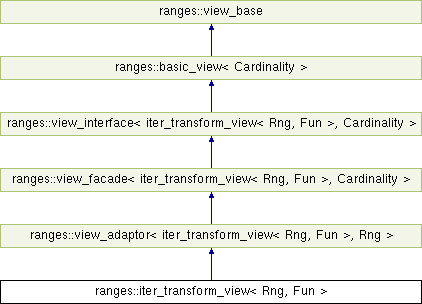 ranges::view_base
ranges::basic_view< Cardinality >
ranges::view_interface< iter_transform_view< Rng, Fun >, Cardinality >
ranges::view_facade< iter_transform_view< Rng, Fun >, Cardinality >
ranges::view_adaptor< iter_transform_view< Rng, Fun >, Rng >
ranges::iter_transform_view< Rng, Fun >